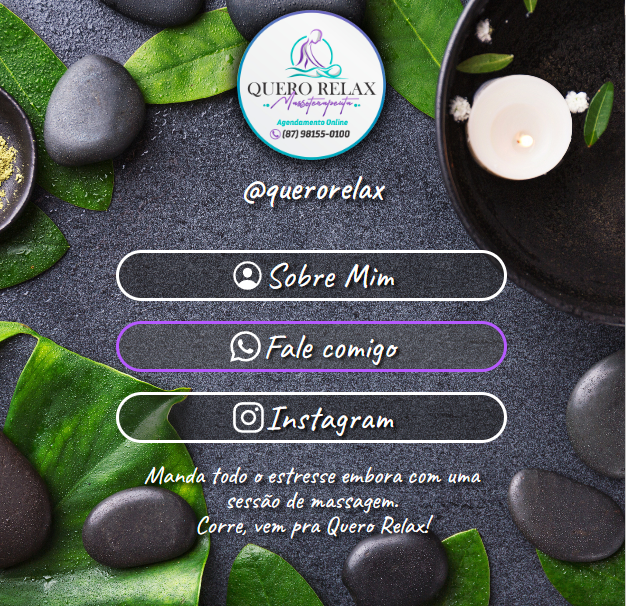 QUERO RELAX
Massoterapeuta
Agendamento Online
(87) 98155-0100
@querorelax
Sobre Mim
Fale comigo
Instagram
Manda todo o estresse embora com uma
sessão de massagem.
Corre, vem pra Quero Relax!